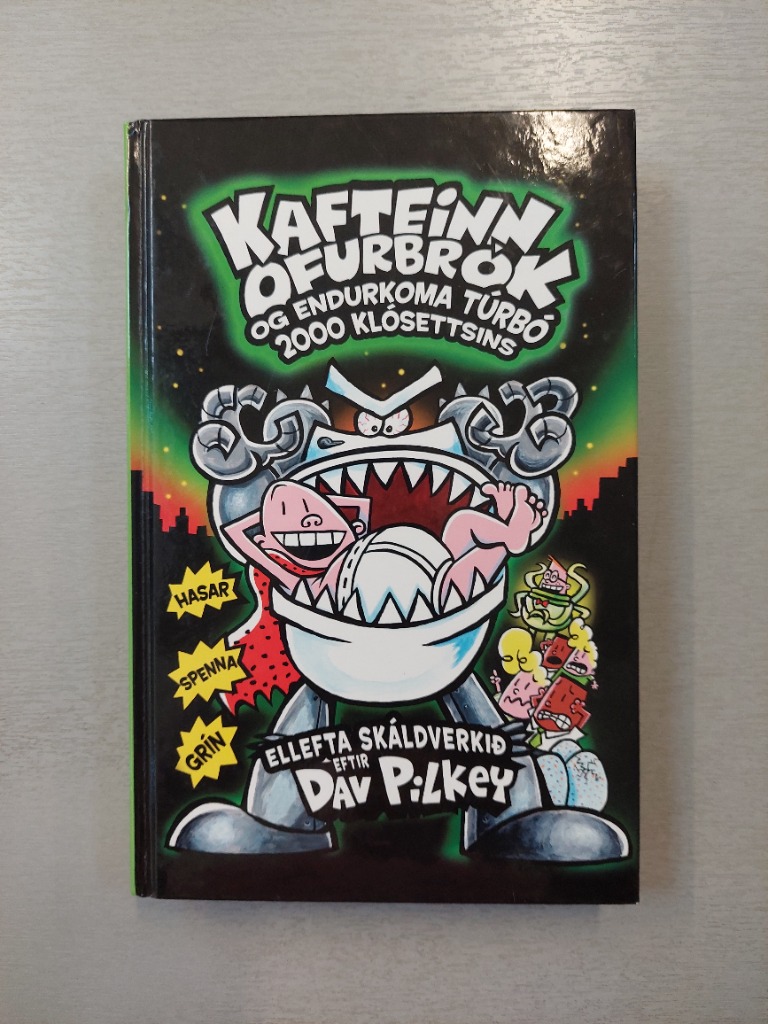 KAFTEINN
OFURBRÓK
OG ENDURKOMA TÚRBÓ
2000 KLÓSETTSINS
HASAR
SPENNA
GRÍN
ELLEFTA SKÁLDVERKIÐ
EFTIR
DAV PILKEY